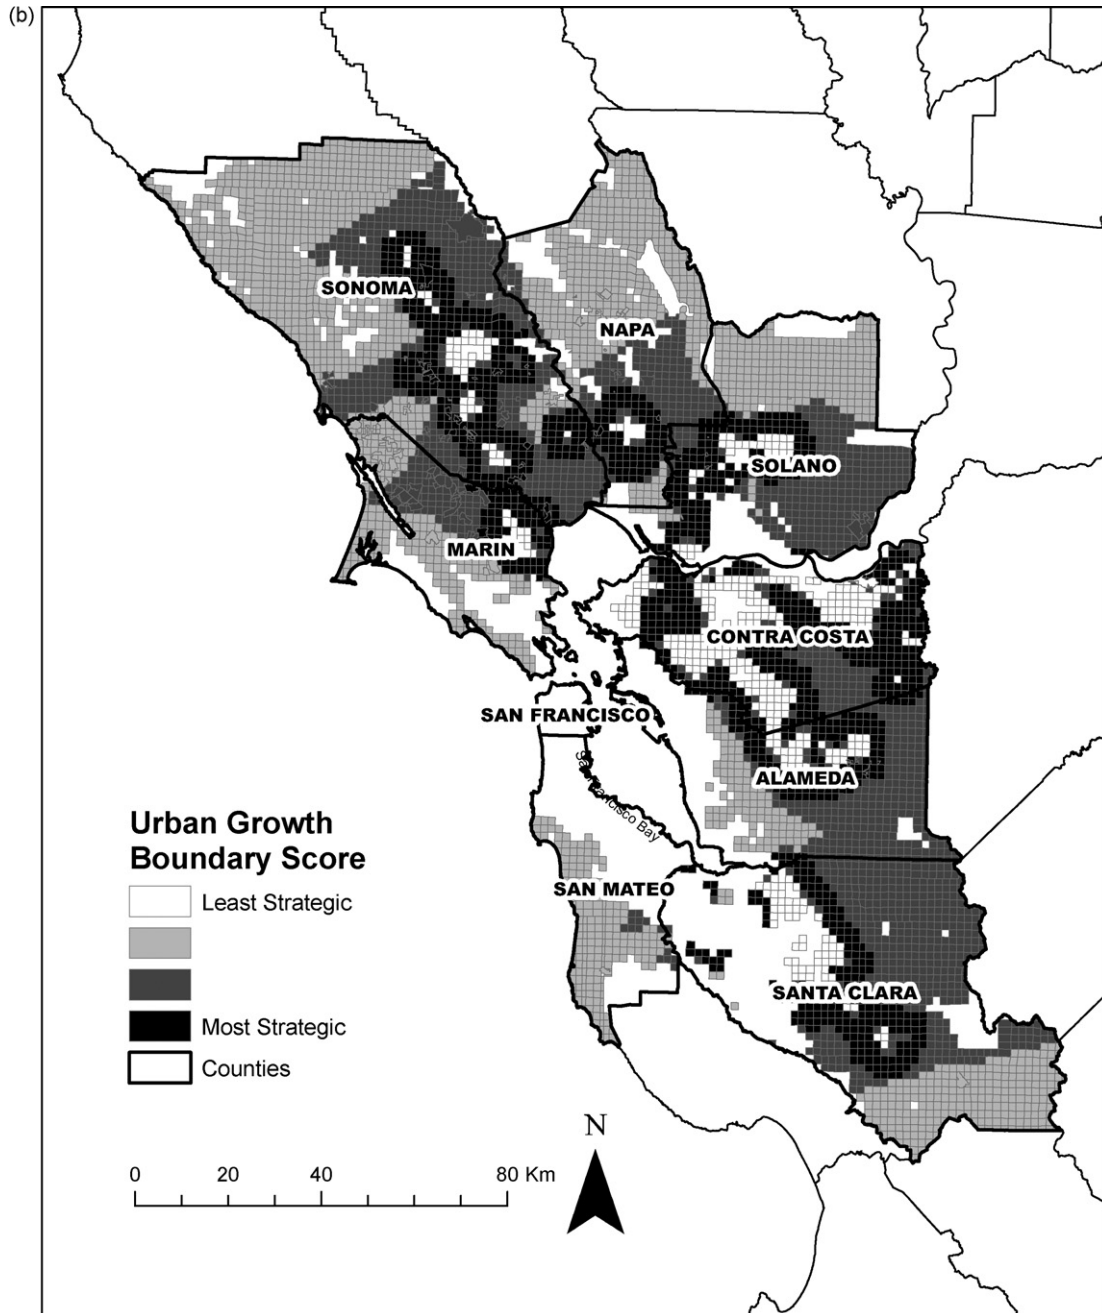 (b)
SONOMA
NAPA
SOLANO
MARIN
CONTRA COSTA
SAN FRANCISCO
San Francisco Bay
ALAMEDA
Urban Growth
Boundary Score
Least Strategic
Most Strategic
Counties
SAN MATEO
SANTA CLARA
N
0 20 40 80 Km